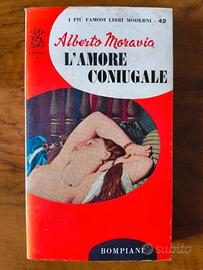 I PIÙ FAMOSI LIBRI MODERNI - 42
Alberto Moravia
L'AMORE
CONIUGALE
BOMPIANI
subito